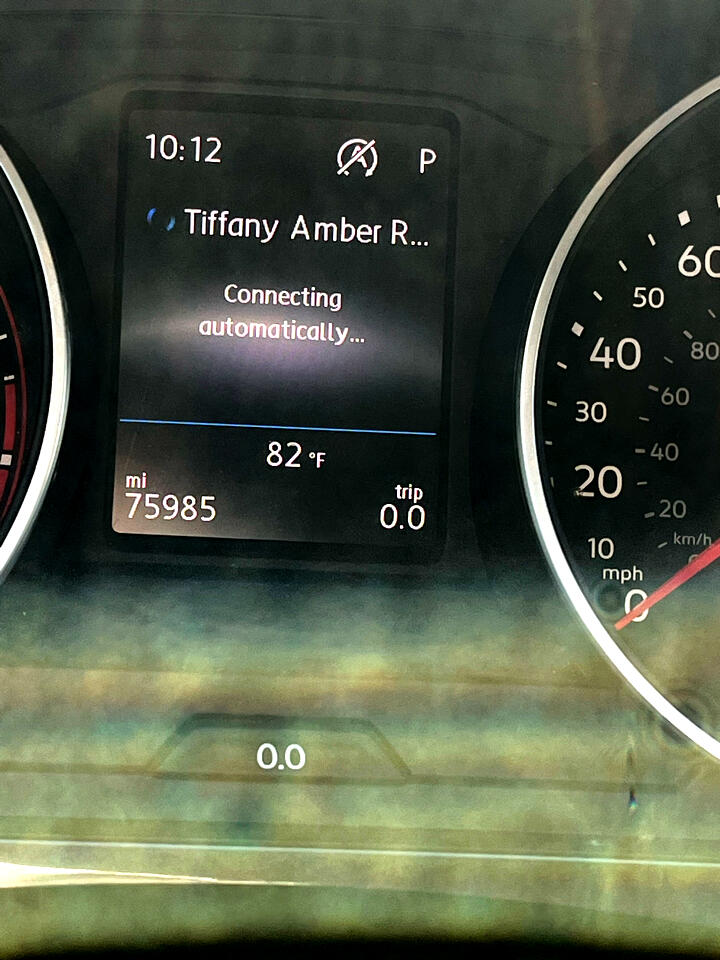 10:12 A P
Tiffany Amber R...
Connecting
automatically...
82 °F
mi
75985
trip
0.0
60
50
40
30
20
10
mph
0
80
60
40
20
km/h
0.0